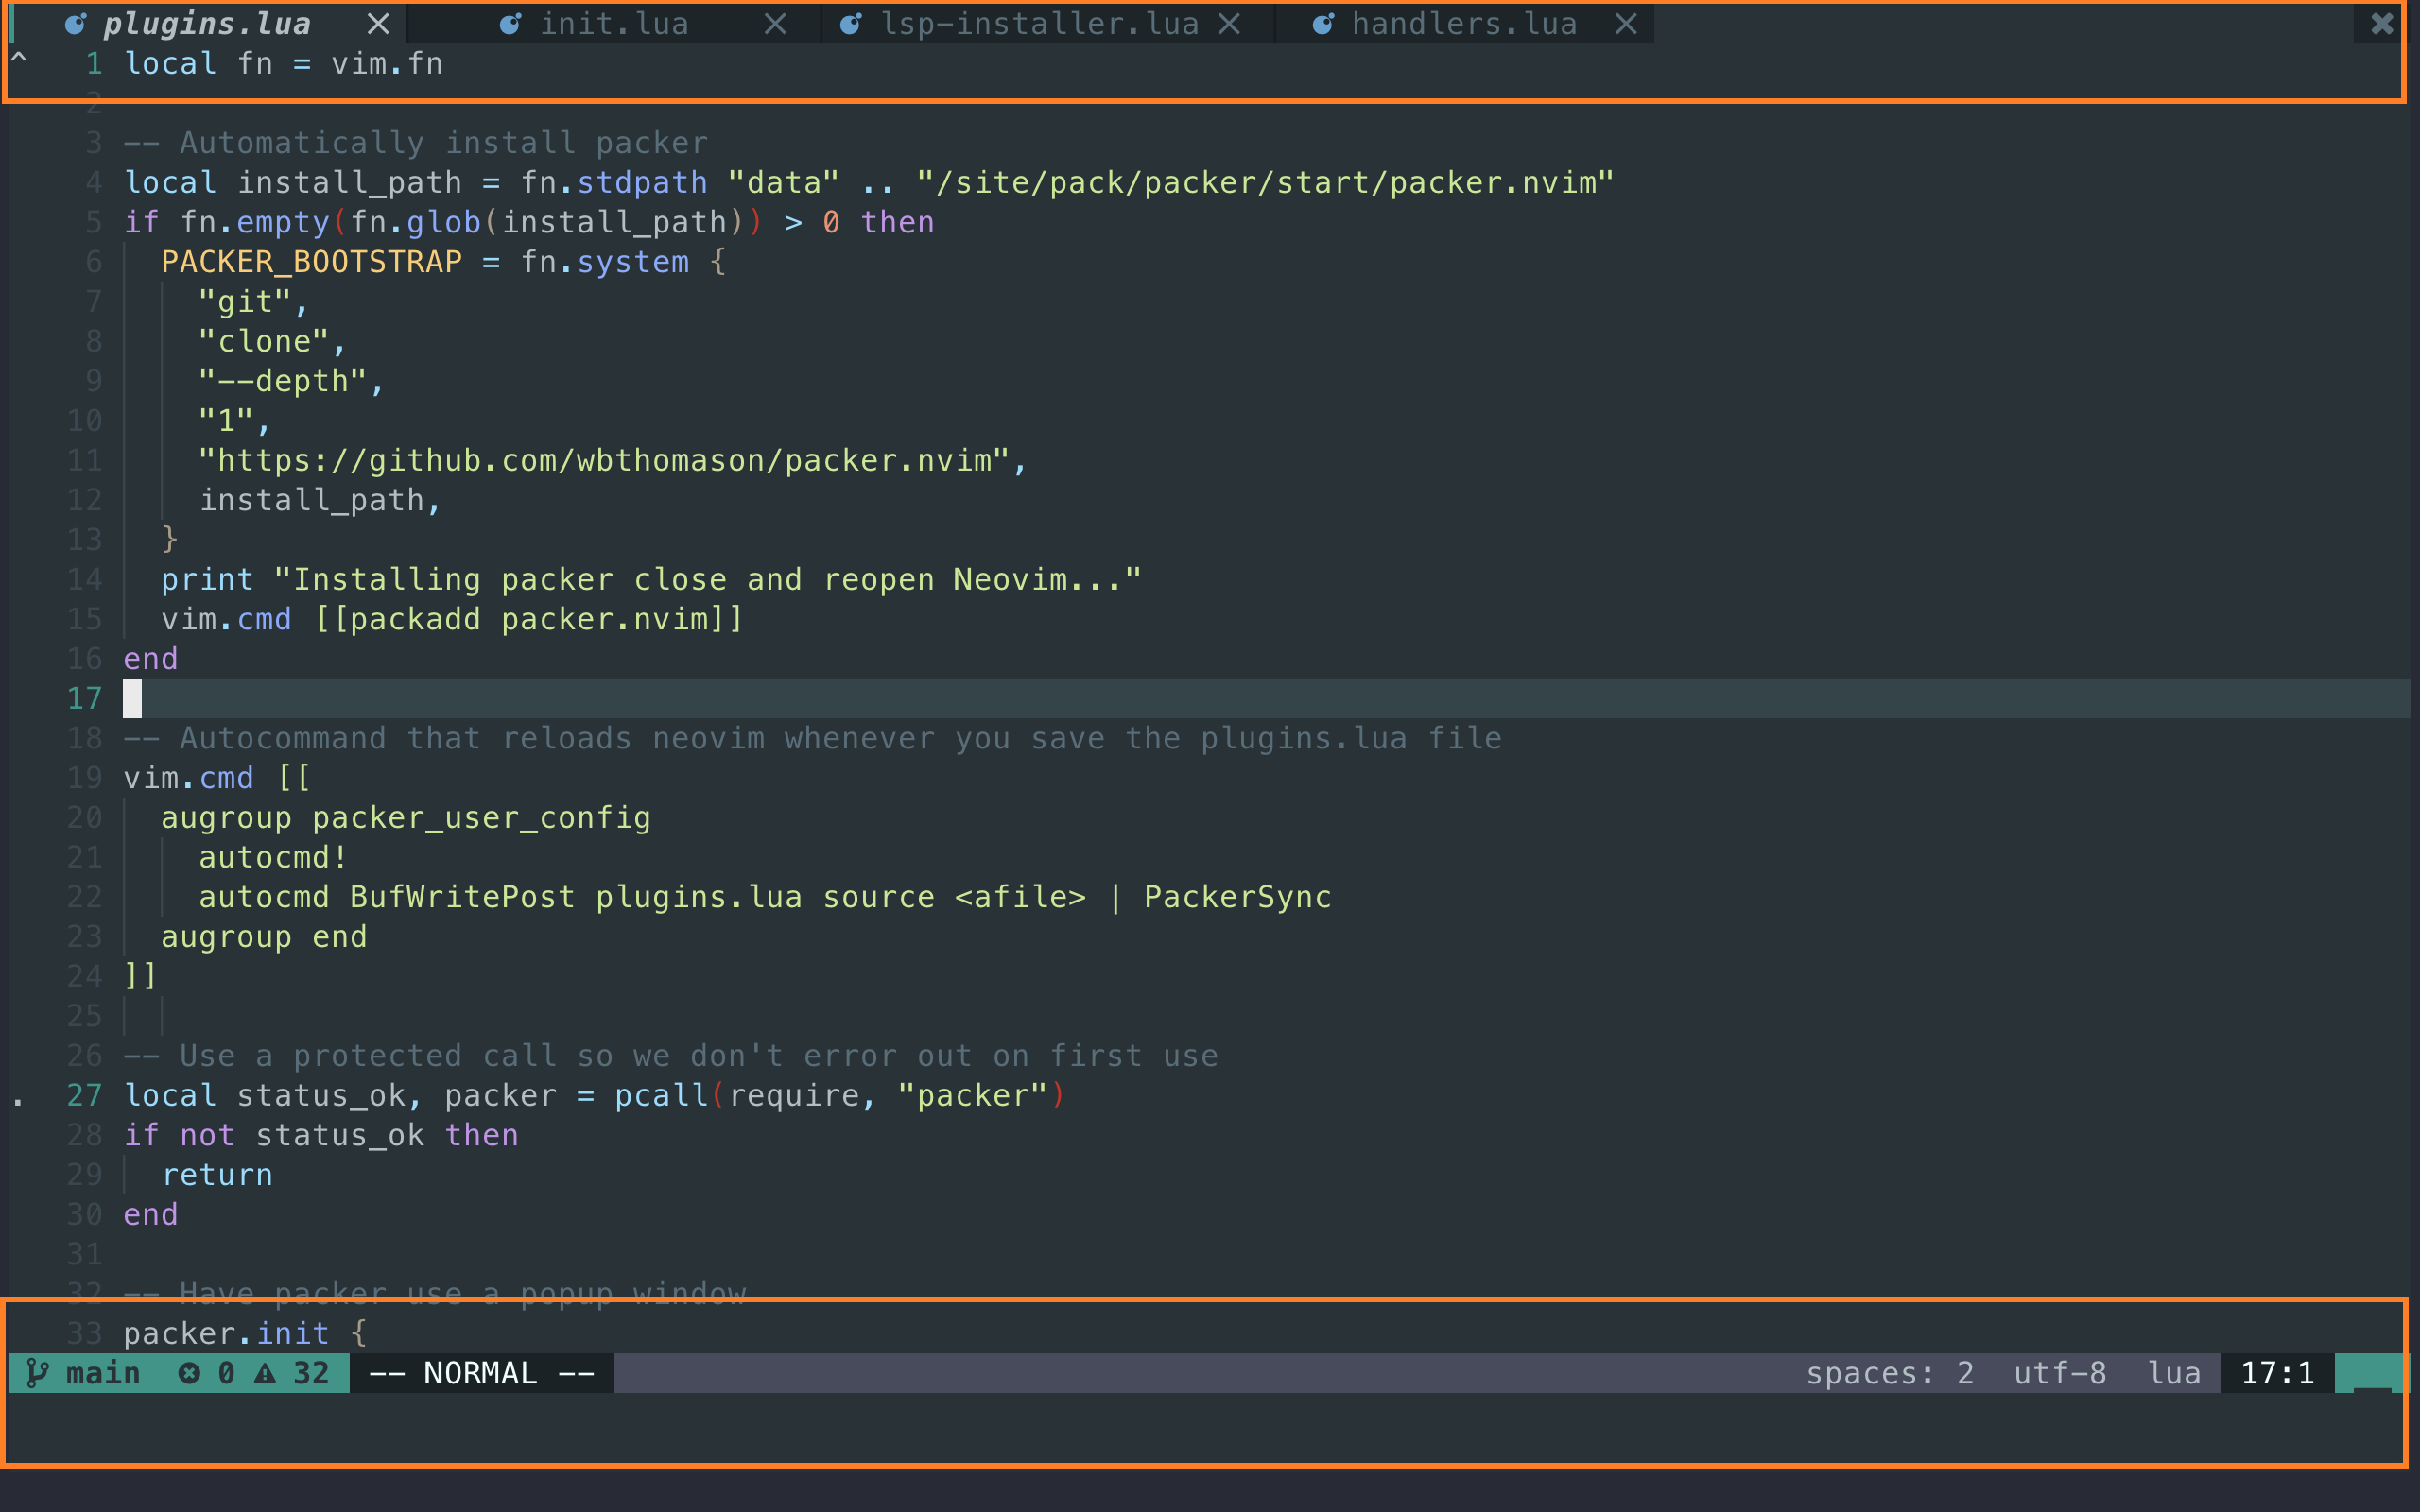 plugins.lua init.lua lsp-installer.lua handlers.lua
^ 1 local fn = vim.fn
2
3 -- Automatically install packer
4 local install_path = fn.stdpath "data" .. "/site/pack/packer/start/packer.nvim"
5 if fn.empty(fn.glob(install_path)) > 0 then
6 PACKER_BOOTSTRAP = fn.system {
7 "git",
8 "clone",
9 "--depth",
10 "1",
11 "https://github.com/wbthomason/packer.nvim",
12 install_path,
13 }
14 print "Installing packer close and reopen Neovim..."
15 vim.cmd [[packadd packer.nvim]]
16 end
17
18 -- Autocommand that reloads neovim whenever you save the plugins.lua file
19 vim.cmd [[
20 augroup packer_user_config
21 autocmd!
22 autocmd BufWritePost plugins.lua source <afile> | PackerSync
23 augroup end
24 ]]
25
26 -- Use a protected call so we don't error out on first use
. 27 local status_ok, packer = pcall(require, "packer")
28 if not status_ok then
29 return
30 end
31
32 -- Have packer use a popup window
33 packer.init {
main 0 32 -- NORMAL -- spaces: 2 utf-8 lua 17:1